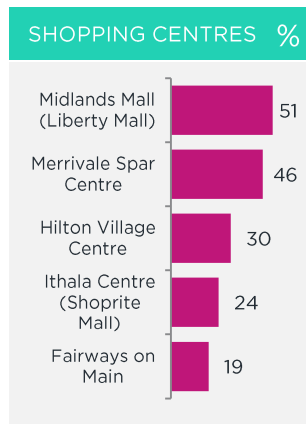 SHOPPING CENTRES %
Midlands Mall
(Liberty Mall)
51
Merrivale Spar
Centre
46
Hilton Village
Centre
30
Ithala Centre
(Shoprite
Mall)
24
Fairways on
Main
19